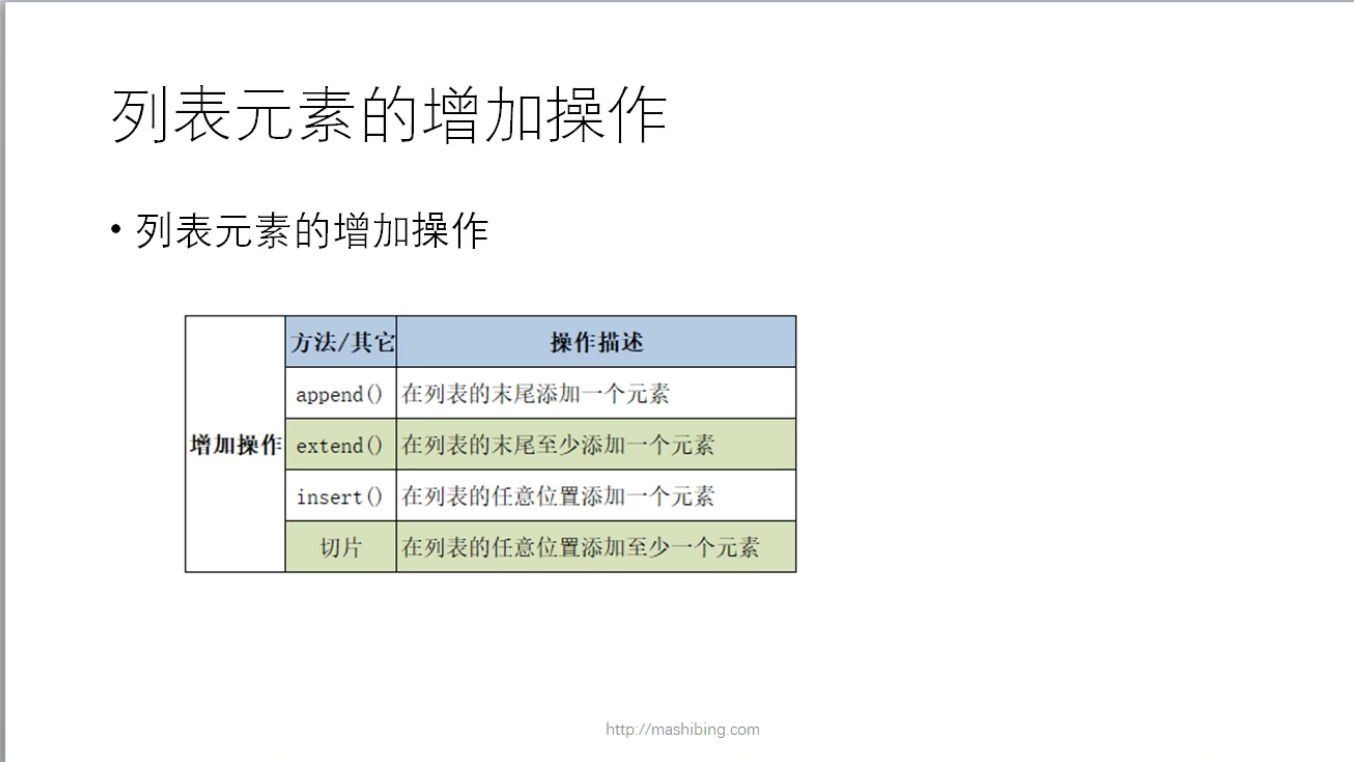 列表元素的增加操作
• 列表元素的增加操作
方法/其它 操作描述
append() 在列表的末尾添加一个元素
增加操作 extend() 在列表的末尾至少添加一个元素
insert() 在列表的任意位置添加一个元素
切片 在列表的任意位置添加至少一个元素
http://mashibing.com